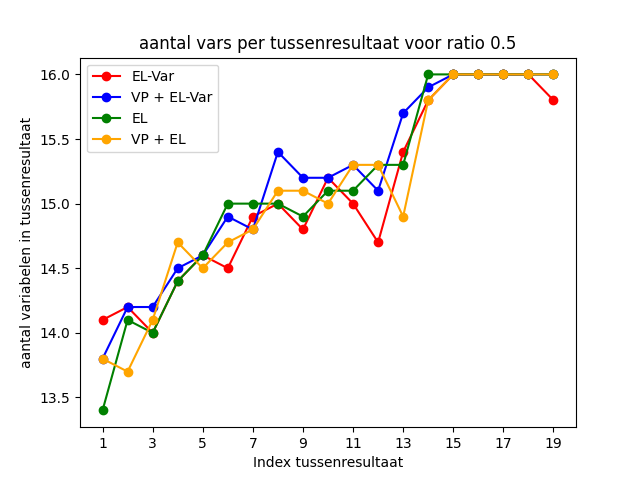 aantal vars per tussenresultaat voor ratio 0.5
EL-Var
VP + EL-Var
EL
VP + EL
aantal variabelen in tussenresultaat
16.0
15.5
15.0
14.5
14.0
13.5
1 3 5 7 9 11 13 15 17 19
Index tussenresultaat